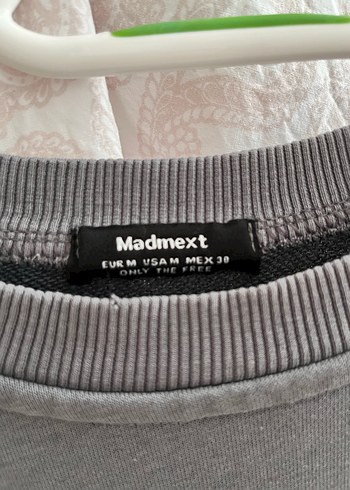 Madmext
EUR M USA M MEX 30
ONLY THE FREE